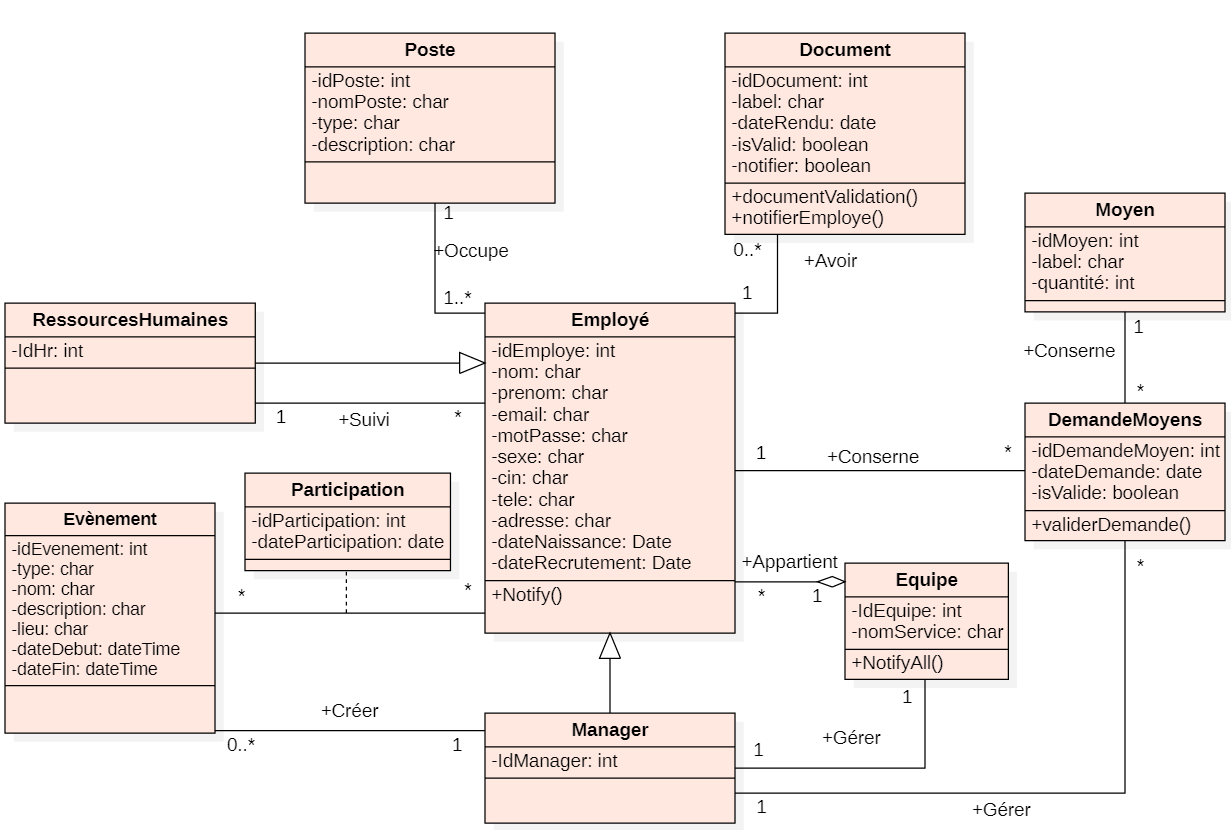 Poste
-idPoste: int
-nomPoste: char
-type: char
-description: char
Document
-idDocument: int
-label: char
-dateRendu: date
-isValid: boolean
-notifier: boolean
+documentValidation()
+notifierEmploye()
Moyen
-idMoyen: int
-label: char
-quantité: int
1
+Occupe
1..*
0..*
+Avoir
1
1
+Conserne
*
RessourcesHumaines
-IdHr: int
1
+Suivi
*
Employé
-idEmploye: int
-nom: char
-prenom: char
-email: char
-motPasse: char
-sexe: char
-cin: char
-tele: char
-adresse: char
-dateNaissance: Date
-dateRecrutement: Date
+Notify()
1
+Conserne
*
DemandeMoyens
-idDemandeMoyen: int
-dateDemande: date
-isValide: boolean
+validerDemande()
*
Participation
-idParticipation: int
-dateParticipation: date
Evènement
-idEvenement: int
-type: char
-nom: char
-description: char
-lieu: char
-dateDebut: dateTime
-dateFin: dateTime
*
*
+Appartient
*
1
Equipe
-IdEquipe: int
-nomService: char
+NotifyAll()
1
+Créer
0..*
1
Manager
-IdManager: int
1
+Gérer
1
+Gérer